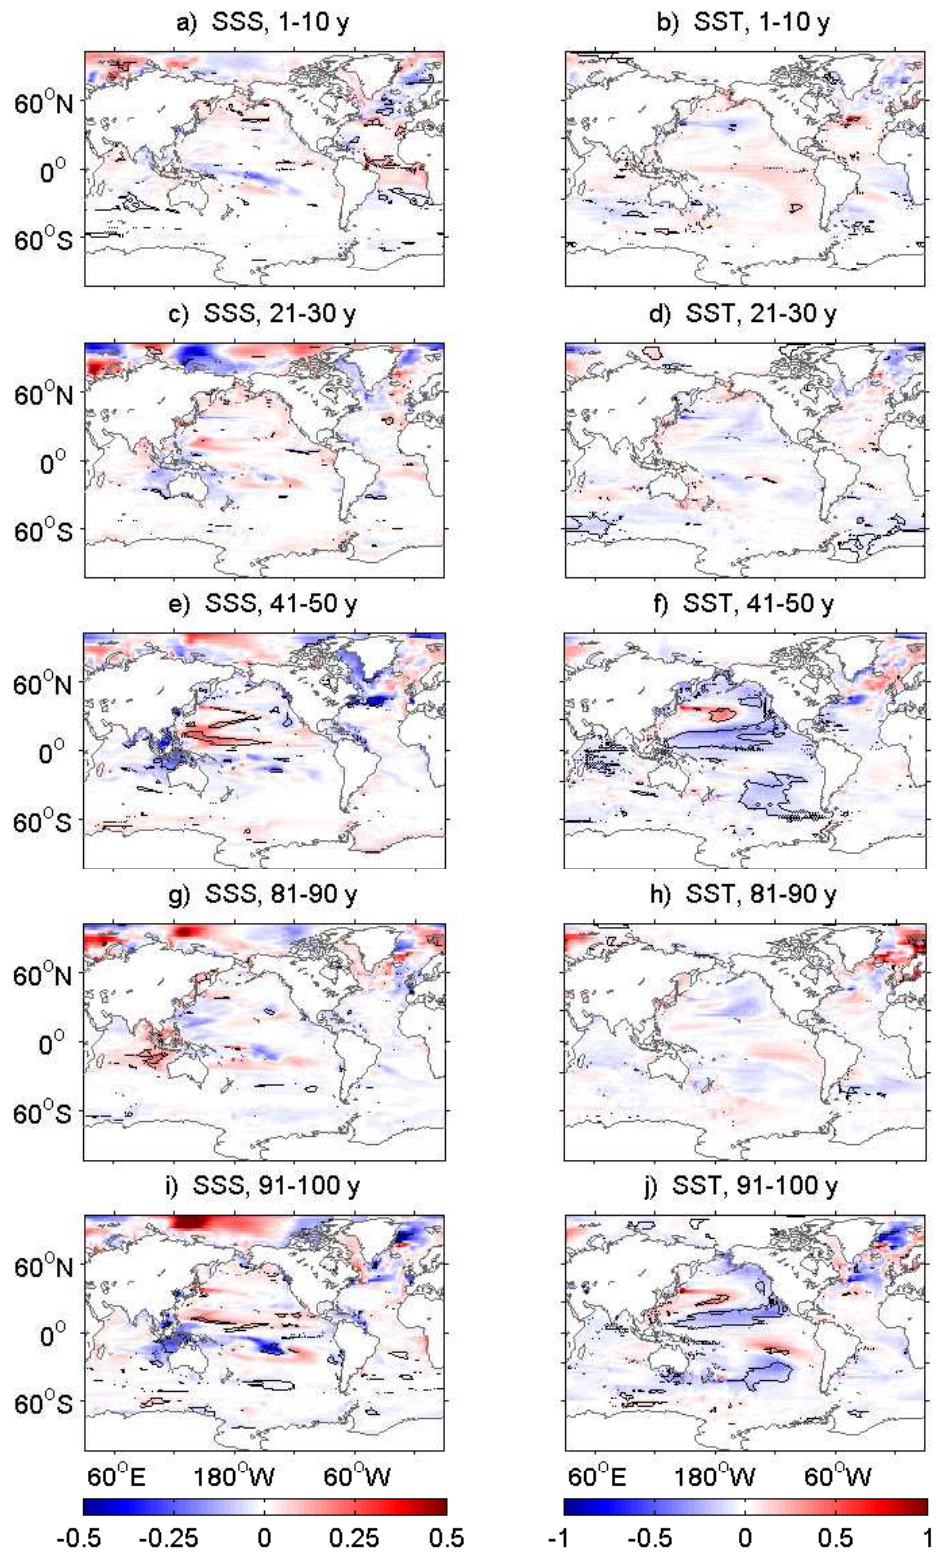 a) SSS, 1-10 y
b) SST, 1-10 y
60°N
0°
60°S
c) SSS, 21-30 y
d) SST, 21-30 y
60°N
0°
60°S
e) SSS, 41-50 y
f) SST, 41-50 y
60°N
0°
60°S
g) SSS, 81-90 y
h) SST, 81-90 y
60°N
0°
60°S
i) SSS, 91-100 y
j) SST, 91-100 y
60°N
0°
60°S
60°E 180°W 60°W
60°E 180°W 60°W
-0.5 -0.25 0 0.25 0.5
-1 -0.5 0 0.5 1